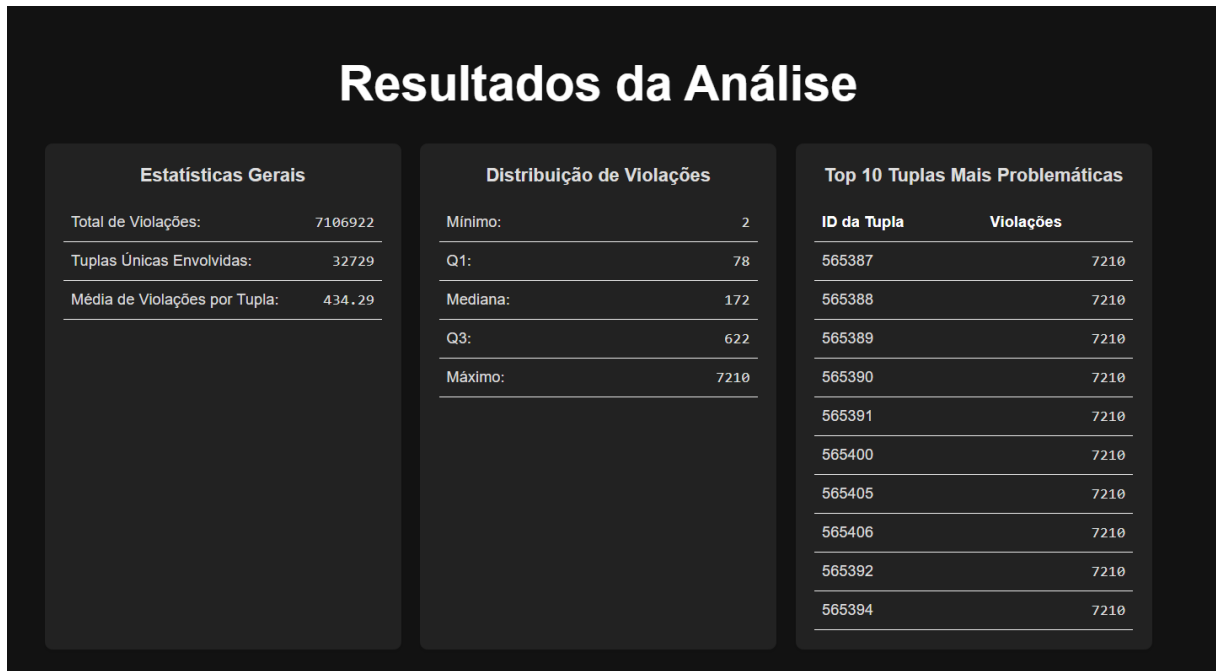 Resultados da Análise
Estatísticas Gerais
Total de Violações: 7106922
Tuplas Únicas Envolvidas: 32729
Média de Violações por Tupla: 434.29
Distribuição de Violações
Mínimo: 2
Q1: 78
Mediana: 172
Q3: 622
Máximo: 7210
Top 10 Tuplas Mais Problemáticas
ID da Tupla Violações
565387 7210
565388 7210
565389 7210
565390 7210
565391 7210
565400 7210
565405 7210
565406 7210
565392 7210
565394 7210